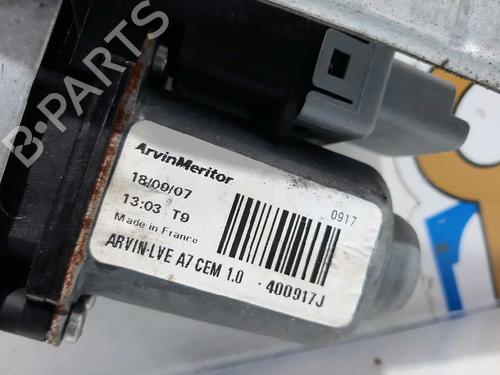 B-PARTS
ArvinMeritor
18/09/07
13:03 T9
Made in France
0917
ARVIN-LVE A7 CEM 1.0
400917J